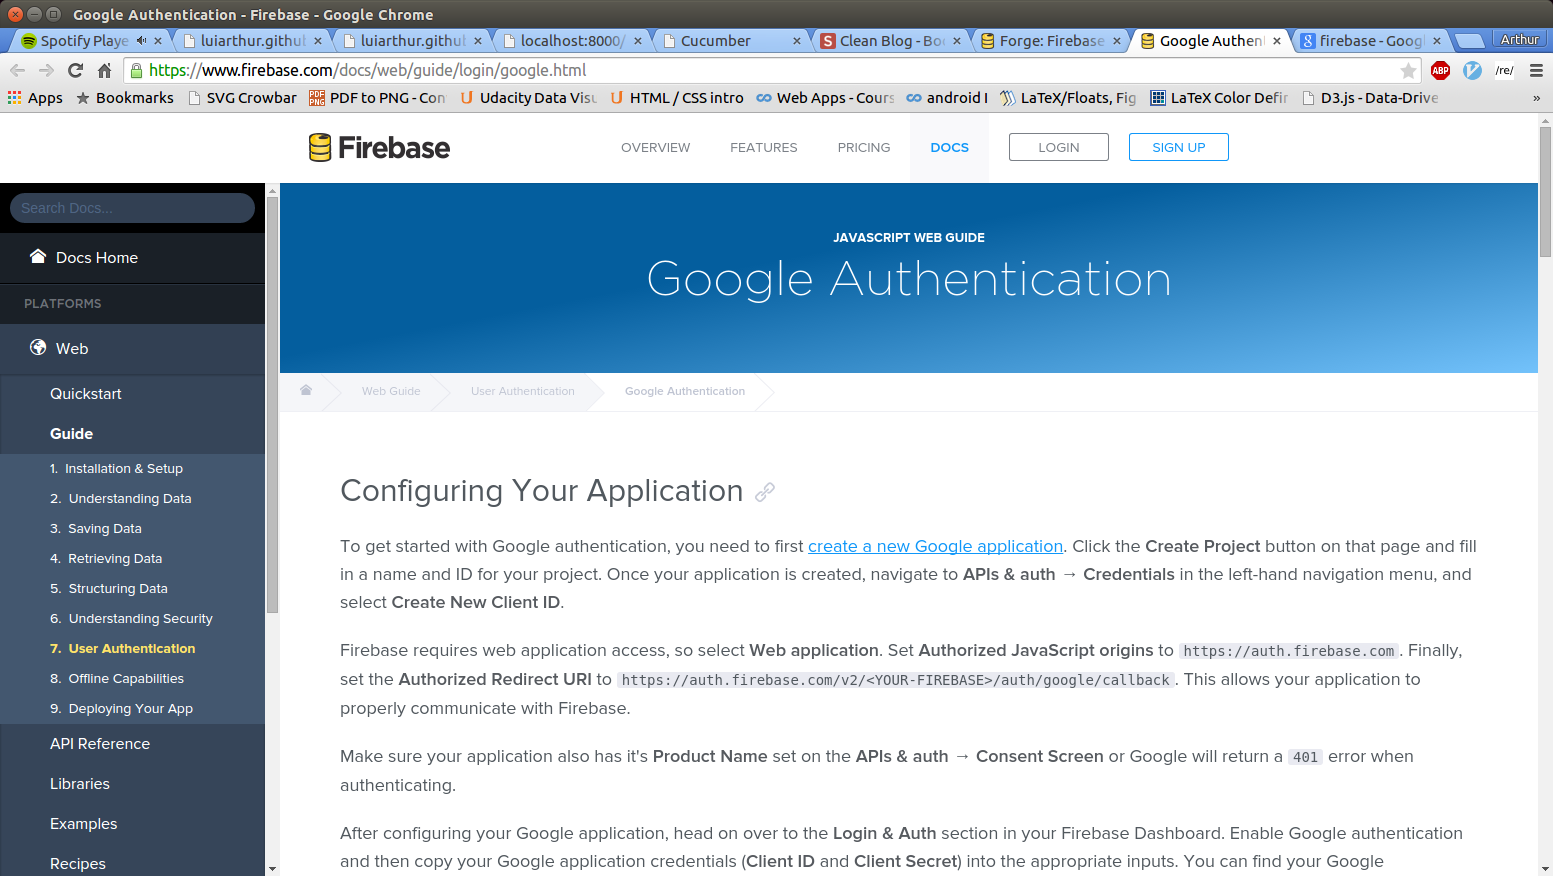 Google Authentication - Firebase - Google Chrome
Spotify Playe
luiarthur.github
luiarthur.github
localhost:8000/
Cucumber
Clean Blog - Boo
Forge: Firebase
Google Authent
firebase - Googl
Arthur
https://www.firebase.com/docs/web/guide/login/google.html
ABP
/re/
Apps
Bookmarks
SVG Crowbar
PDF to PNG - Con
Udacity Data Visu
HTML / CSS intro
Web Apps - Cours
android I
LaTeX/Floats, Fig
LaTeX Color Defin
D3.js - Data-Drive
»
Firebase
OVERVIEW
FEATURES
PRICING
DOCS
LOGIN
SIGN UP
Search Docs...
Docs Home
PLATFORMS
Web
Quickstart
Guide
1. Installation & Setup
2. Understanding Data
3. Saving Data
4. Retrieving Data
5. Structuring Data
6. Understanding Security
7. User Authentication
8. Offline Capabilities
9. Deploying Your App
API Reference
Libraries
Examples
Recipes
JAVASCRIPT WEB GUIDE
Google Authentication
Web Guide
User Authentication
Google Authentication
Configuring Your Application
To get started with Google authentication, you need to first create a new Google application. Click the Create Project button on that page and fill
in a name and ID for your project. Once your application is created, navigate to APIs & auth → Credentials in the left-hand navigation menu, and
select Create New Client ID.
Firebase requires web application access, so select Web application. Set Authorized JavaScript origins to https://auth.firebase.com. Finally,
set the Authorized Redirect URI to https://auth.firebase.com/v2/<YOUR-FIREBASE>/auth/google/callback. This allows your application to
properly communicate with Firebase.
Make sure your application also has it's Product Name set on the APIs & auth → Consent Screen or Google will return a 401 error when
authenticating.
After configuring your Google application, head on over to the Login & Auth section in your Firebase Dashboard. Enable Google authentication
and then copy your Google application credentials (Client ID and Client Secret) into the appropriate inputs. You can find your Google